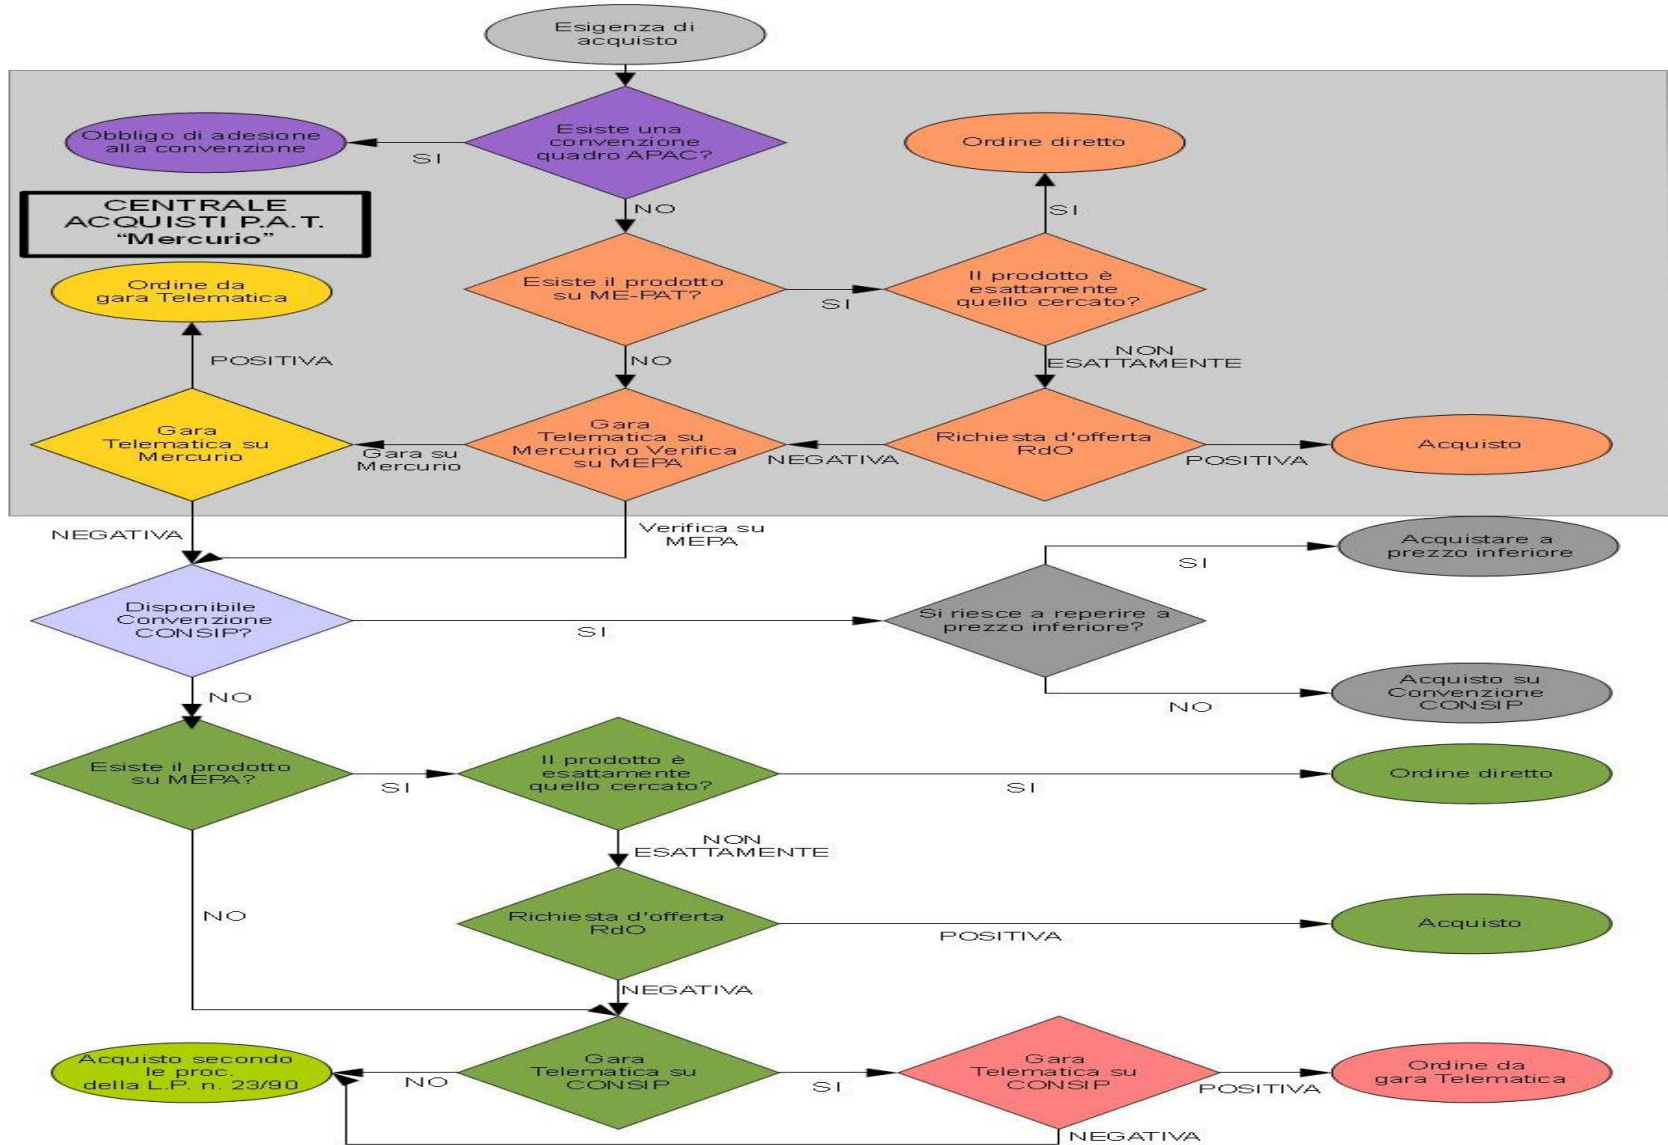 Esigenza di
acquisto
Esiste una
convenzione
quadro APAC?
SI
Obbligo di adesione
alla convenzione
Ordine diretto
CENTRALE
ACQUISTI P.A.T.
“Mercurio”
NO
SI
Esiste il prodotto
su ME-PAT?
SI
Il prodotto è
esattamente
quello cercato?
Ordine da
gara Telematica
POSITIVA
NO
NON
ESATTAMENTE
Gara
Telematica su
Mercurio
Gara su
Mercurio
Gara
Telematica su
Mercurio o Verifica
su MEPA
NEGATIVA
Richiesta d'offerta
RdO
POSITIVA
Acquisto
NEGATIVA
Verifica su
MEPA
Acquistare a
prezzo inferiore
SI
Disponibile
Convenzione
CONSIP?
SI
Si riesce a reperire a
prezzo inferiore?
NO
NO
Acquisto su
Convenzione
CONSIP
Esiste il prodotto
su MEPA?
SI
Il prodotto è
esattamente
quello cercato?
SI
Ordine diretto
NON
ESATTAMENTE
NO
Richiesta d'offerta
RdO
POSITIVA
Acquisto
NEGATIVA
Acquisto secondo
le proc.
della L.P. n. 23/90
NO
Gara
Telematica su
CONSIP
SI
Gara
Telematica su
CONSIP
POSITIVA
Ordine da
gara Telematica
NEGATIVA